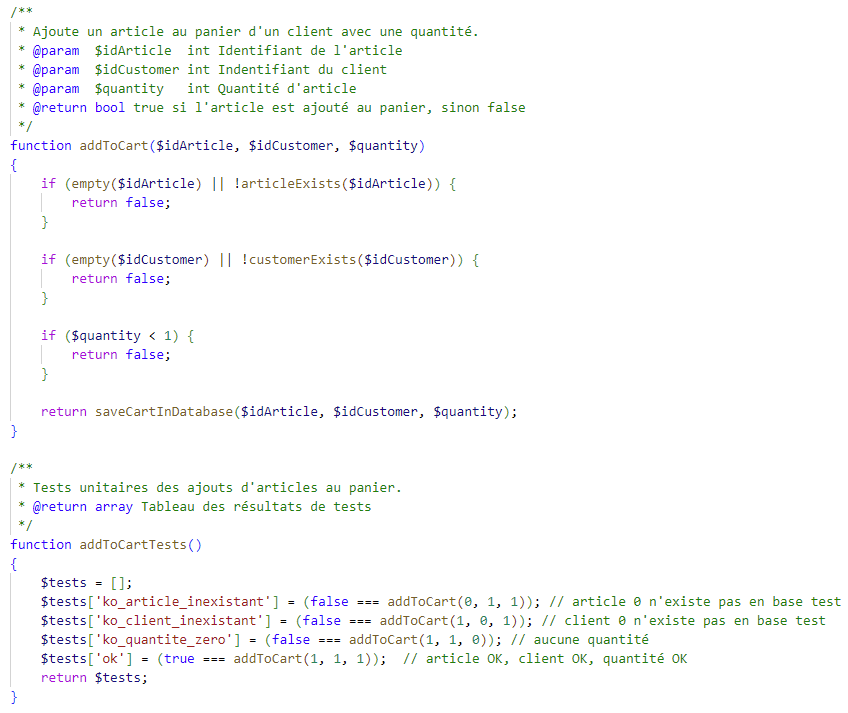 /**
 * Ajoute un article au panier d'un client avec une quantité.
 * @param  $idArticle  int Identifiant de l'article
 * @param  $idCustomer int Indentifiant du client
 * @param  $quantity   int Quantité d'article
 * @return bool true si l'article est ajouté au panier, sinon false
 */
function addToCart($idArticle, $idCustomer, $quantity)
{
    if (empty($idArticle) || !articleExists($idArticle)) {
        return false;
    }

    if (empty($idCustomer) || !customerExists($idCustomer)) {
        return false;
    }

    if ($quantity < 1) {
        return false;
    }

    return saveCartInDatabase($idArticle, $idCustomer, $quantity);
}

/**
 * Tests unitaires des ajouts d'articles au panier.
 * @return array Tableau des résultats de tests
 */
function addToCartTests()
{
    $tests = [];
    $tests['ko_article_inexistant'] = (false === addToCart(0, 1, 1)); // article 0 n'existe pas en base test
    $tests['ko_client_inexistant'] = (false === addToCart(1, 0, 1)); // client 0 n'existe pas en base test
    $tests['ko_quantite_zero'] = (false === addToCart(1, 1, 0)); // aucune quantité
    $tests['ok'] = (true === addToCart(1, 1, 1));  // article OK, client OK, quantité OK
    return $tests;
}